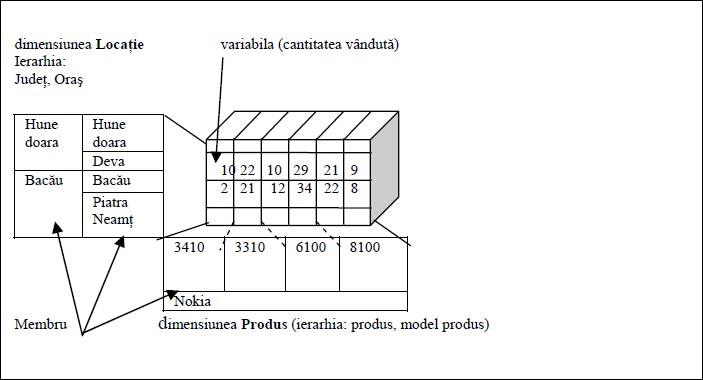 dimensiunea Locație
variabila (cantitatea vândută)
Ierarhia:
Județ, Oraș
Hune
doara
Hune
doara
Deva
Bacău
Bacău
Piatra
Neamț
10 22 10 29 21 9
2 21 12 34 22 8
3410 3310 6100 8100
Nokia
Membru
dimensiunea Produs (ierarhia: produs, model produs)